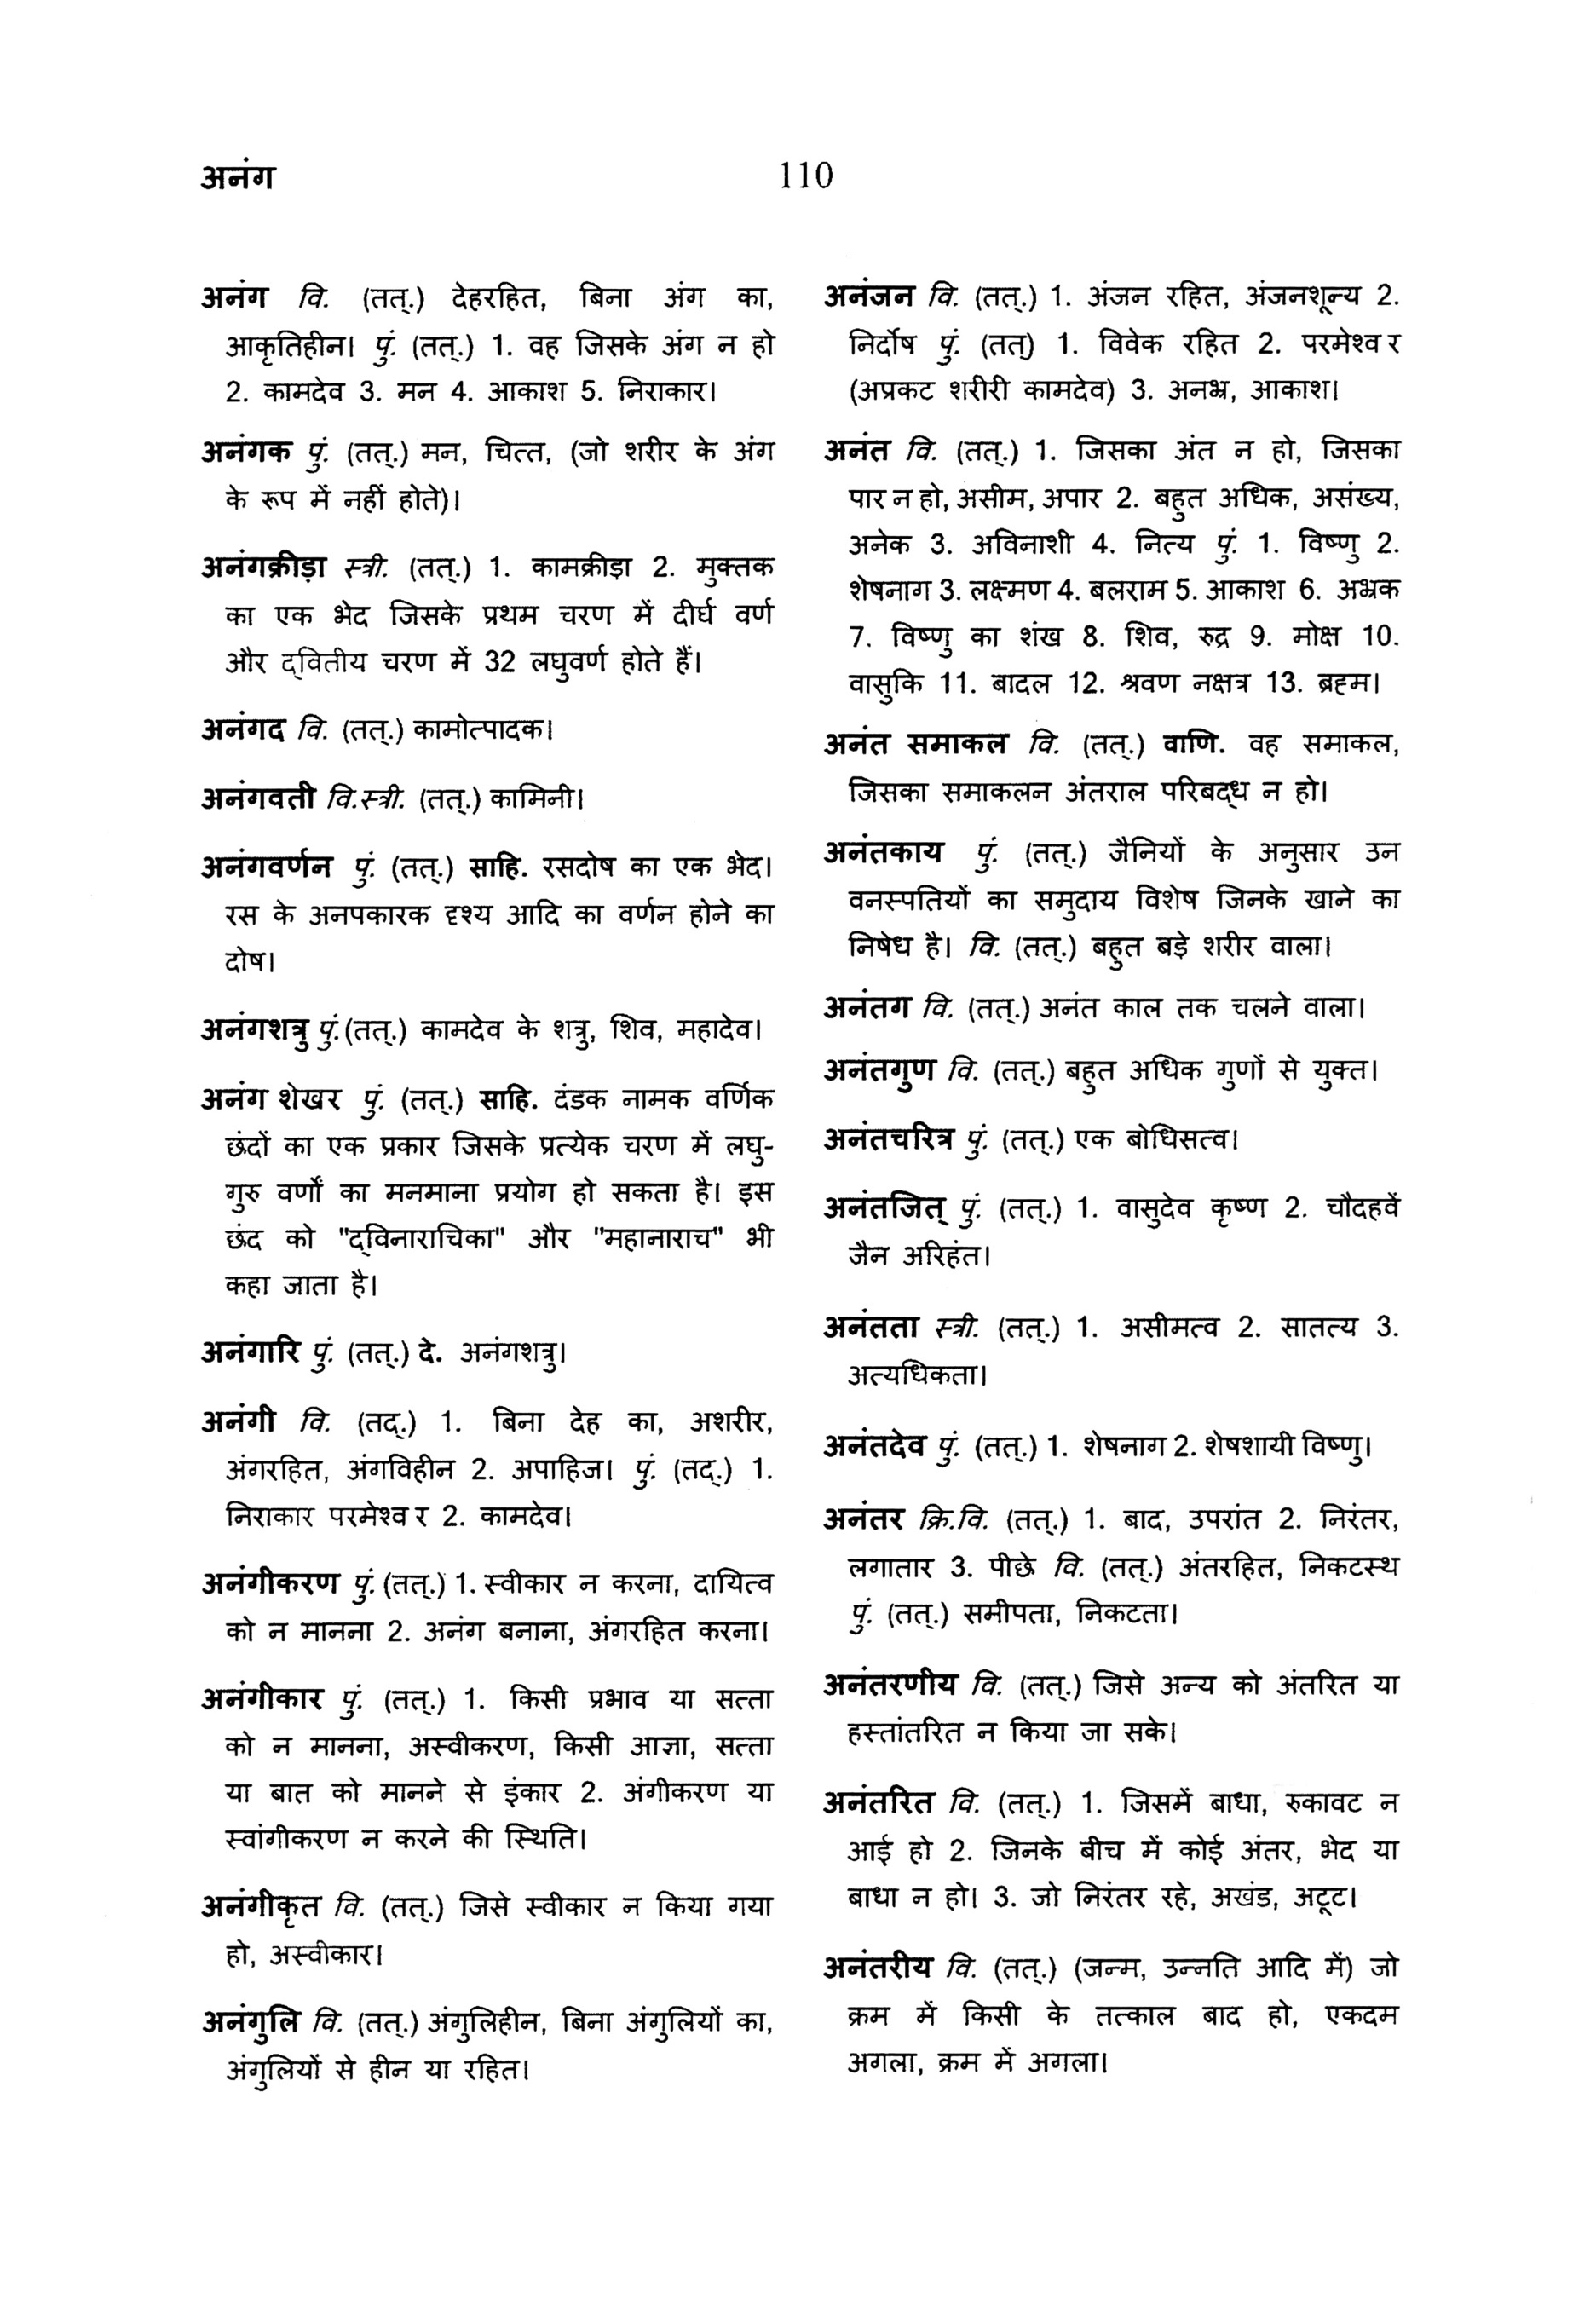 अनंग
110
अनंग वि. (तत्.) देहरहित, बिना अंग का,
आकृतिहीन। पुं. (तत्.) 1. वह जिसके अंग न हो
2. कामदेव 3. मन 4. आकाश 5. निराकार।
अनंगक पुं. (तत्.) मन, चित्त, (जो शरीर के अंग
के रूप में नहीं होते)।
अनंगक्रीड़ा स्त्री. (तत्.) 1. कामक्रीड़ा 2. मुक्तक
का एक भेद जिसके प्रथम चरण में दीर्घ वर्ण
और द्वितीय चरण में 32 लघुवर्ण होते हैं।
अनंगद वि. (तत्.) कामोत्पादक।
अनंगवती वि.स्त्री. (तत्.) कामिनी।
अनंगवर्णन पुं. (तत्.) साहि. रसदोष का एक भेद।
रस के अनपकारक दृश्य आदि का वर्णन होने का
दोष।
अनंगशत्रु पुं.(तत्.) कामदेव के शत्रु, शिव, महादेव।
अनंग शेखर पुं. (तत्.) साहि. दंडक नामक वर्णिक
छंदों का एक प्रकार जिसके प्रत्येक चरण में लघु-
गुरु वर्णों का मनमाना प्रयोग हो सकता है। इस
छंद को "द्विनाराचिका" और "महानाराच" भी
कहा जाता है।
अनंगारि पुं. (तत्.) दे. अनंगशत्रु।
अनंगी वि. (तद्.) 1. बिना देह का, अशरीर,
अंगरहित, अंगविहीन 2. अपाहिज। पुं. (तद्.) 1.
निराकार परमेश्वर 2. कामदेव।
अनंगीकरण पुं.(तत्.) 1. स्वीकार न करना, दायित्व
को न मानना 2. अनंग बनाना, अंगरहित करना।
अनंगीकार पुं. (तत्.) 1. किसी प्रभाव या सत्ता
को न मानना, अस्वीकरण, किसी आज्ञा, सत्ता
या बात को मानने से इंकार 2. अंगीकरण या
स्वांगीकरण न करने की स्थिति।
अनंगीकृत वि. (तत्.) जिसे स्वीकार न किया गया
हो, अस्वीकार।
अनंगुलि वि. (तत्.) अंगुलिहीन, बिना अंगुलियों का,
अंगुलियों से हीन या रहित।
अनंजन वि. (तत्.) 1. अंजन रहित, अंजनशून्य 2.
निर्दोष पुं. (तत्) 1. विवेक रहित 2. परमेश्वर
(अप्रकट शरीरी कामदेव) 3. अनभ्र, आकाश।
अनंत वि. (तत्.) 1. जिसका अंत न हो, जिसका
पार न हो, असीम, अपार 2. बहुत अधिक, असंख्य,
अनेक 3. अविनाशी 4. नित्य पुं. 1. विष्णु 2.
शेषनाग 3. लक्ष्मण 4. बलराम 5. आकाश 6. अभ्रक
7. विष्णु का शंख 8. शिव, रुद्र 9. मोक्ष 10.
वासुकि 11. बादल 12. श्रवण नक्षत्र 13. ब्रह्म।
अनंत समाकल वि. (तत्.) वाणि. वह समाकल,
जिसका समाकलन अंतराल परिबद्ध न हो।
अनंतकाय पुं. (तत्.) जैनियों के अनुसार उन
वनस्पतियों का समुदाय विशेष जिनके खाने का
निषेध है। वि. (तत्.) बहुत बड़े शरीर वाला।
अनंतग वि. (तत्.) अनंत काल तक चलने वाला।
अनंतगुण वि. (तत्.) बहुत अधिक गुणों से युक्त।
अनंतचरित्र पुं. (तत्.) एक बोधिसत्व।
अनंतजित् पुं. (तत्.) 1. वासुदेव कृष्ण 2. चौदहवें
जैन अरिहंत।
अनंतता स्त्री. (तत्.) 1. असीमत्व 2. सातत्य 3.
अत्यधिकता।
अनंतदेव पुं. (तत्.) 1. शेषनाग 2. शेषशायी विष्णु।
अनंतर क्रि.वि. (तत्.) 1. बाद, उपरांत 2. निरंतर,
लगातार 3. पीछे वि. (तत्.) अंतरहित, निकटस्थ
पुं. (तत्.) समीपता, निकटता।
अनंतरणीय वि. (तत्.) जिसे अन्य को अंतरित या
हस्तांतरित न किया जा सके।
अनंतरित वि. (तत्.) 1. जिसमें बाधा, रुकावट न
आई हो 2. जिनके बीच में कोई अंतर, भेद या
बाधा न हो। 3. जो निरंतर रहे, अखंड, अटूट।
अनंतरीय वि. (तत्.) (जन्म, उन्नति आदि में) जो
क्रम में किसी के तत्काल बाद हो, एकदम
अगला, क्रम में अगला।